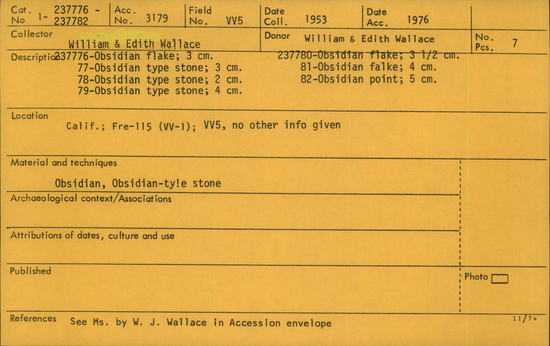 Cat. No 1- 237776 - 237782 Acc. No. 3179 Field No. VV5 Date Coll. 1953 Date Acc. 1976
Collector William & Edith Wallace Donor William & Edith Wallace No. Pcs. 7
Description 237776-Obsidian flake; 3 cm. 237780-Obsidian flake; 3 1/2 cm.
77-Obsidian type stone; 3 cm. 81-Obsidian falke; 4 cm.
78-Obsidian type stone; 2 cm. 82-Obsidian point; 5 cm.
79-Obsidian type stone; 4 cm.
Location
Calif.; Fre-115 (VV-1); VV5, no other info given
Material and techniques
Obsidian, Obsidian-ty!e stone
Archaeological context/Associations
Attributions of dates, culture and use
Published Photo
References See Ms. by W. J. Wallace in Accession envelope 11/74